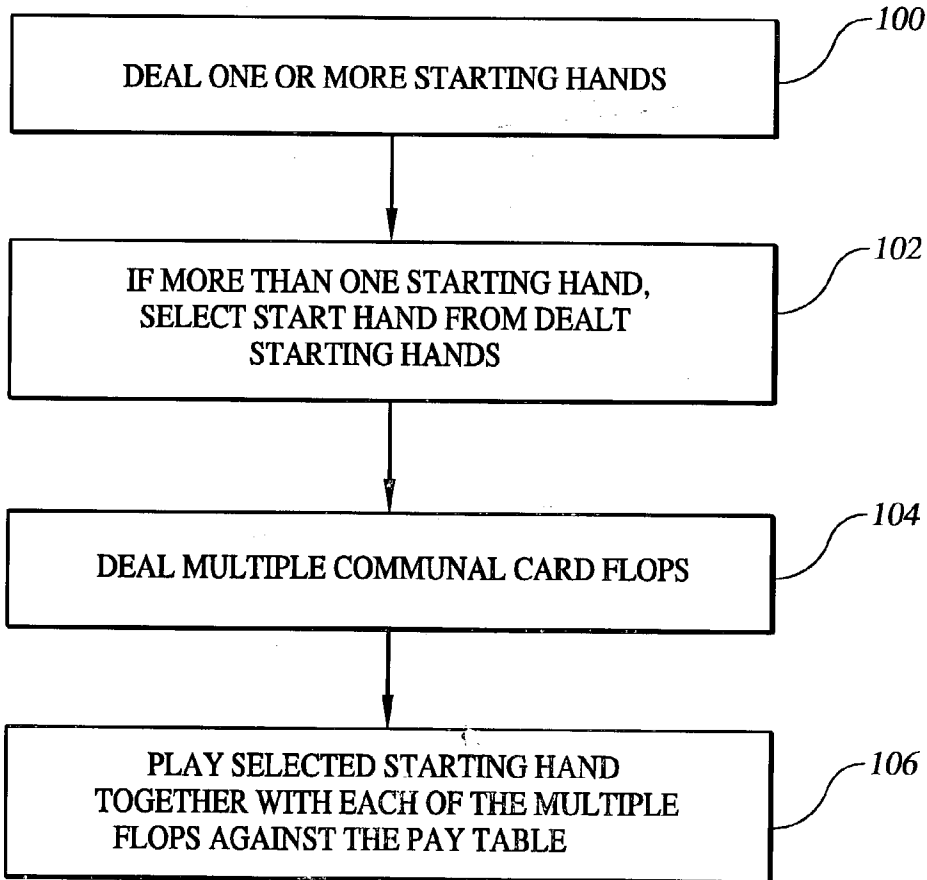 100
DEAL ONE OR MORE STARTING HANDS
102
IF MORE THAN ONE STARTING HAND,
SELECT START HAND FROM DEALT
STARTING HANDS
104
DEAL MULTIPLE COMMUNAL CARD FLOPS
106
PLAY SELECTED STARTING HAND
TOGETHER WITH EACH OF THE MULTIPLE
FLOPS AGAINST THE PAY TABLE